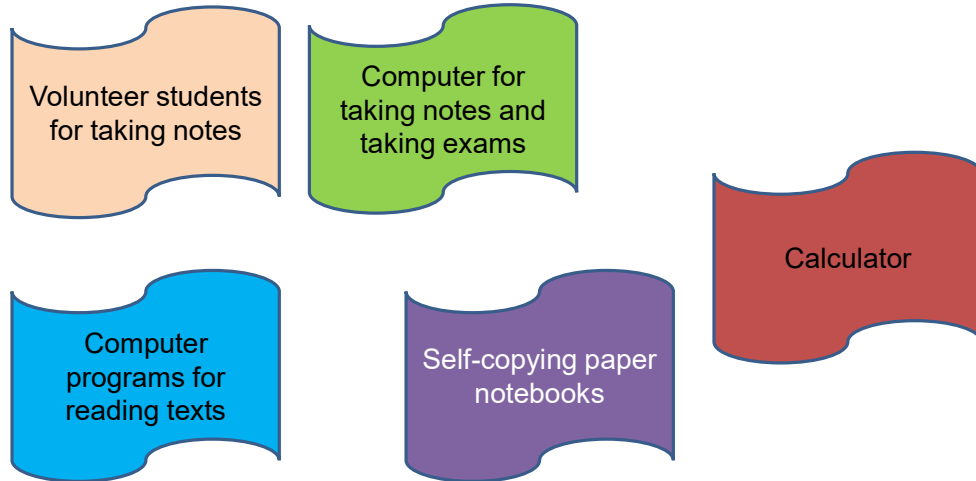 Volunteer students
for taking notes
Computer for
taking notes and
taking exams
Calculator
Computer
programs for
reading texts
Self-copying paper
notebooks